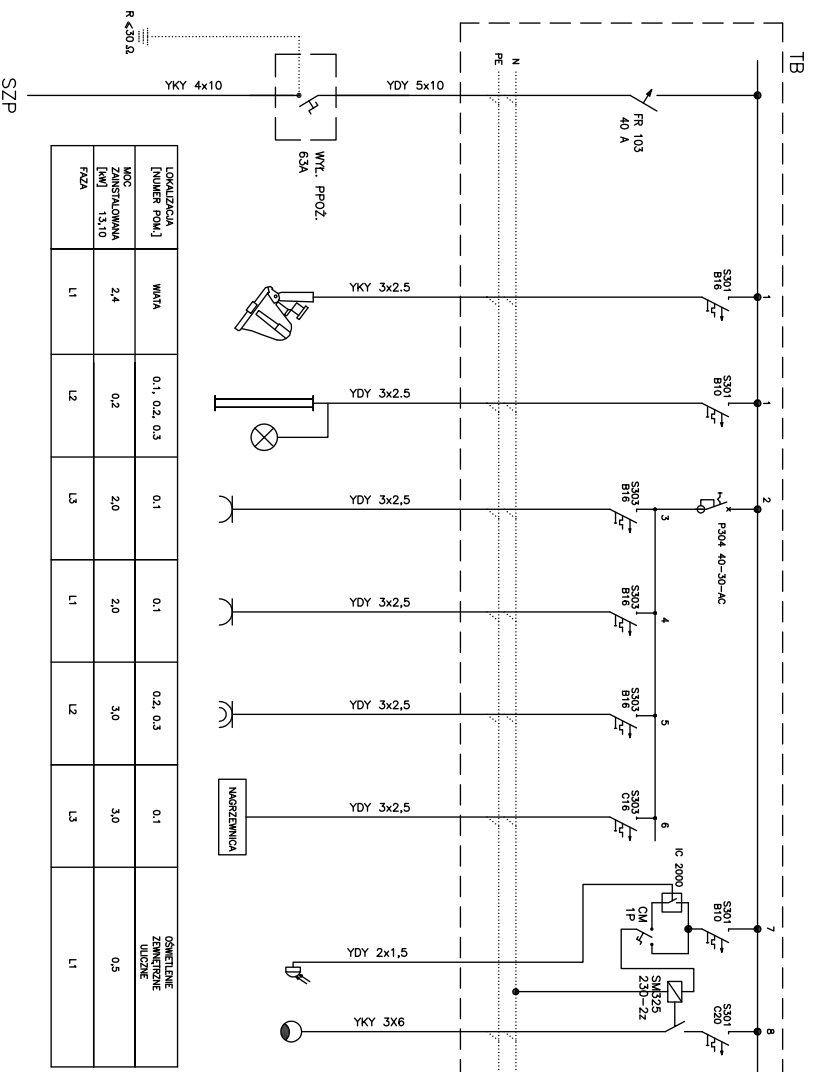 TB
FR 103
40 A
N
PE
YDY 5x10
WYŁ. PPOŻ.
63A
YKY 4x10
R <30 Ω
SZP
1
S301
B16
YKY 3x2.5
1
S301
B10
YDY 3x2.5
2
P304 40-30-AC
3
S303
B16
YDY 3x2,5
4
S303
B16
YDY 3x2,5
5
S303
B16
YDY 3x2,5
6
S303
C16
YDY 3x2,5
NAGRZEWNICA
7
S301
B10
IC 2000
CM
1P
YDY 2x1,5
SM325
230-2z
8
S301
C20
YKY 3X6
LOKALIZACJA
[NUMER POM.]
WIATA
0.1, 0.2, 0.3
0.1
0.1
0.2, 0.3
0.1
OŚWIETLENIE
ZEWNĘTRZNE
ULICZNE
MOC
ZAINSTALOWANA
[kW] 13,10
2,4
0,2
2,0
2,0
3,0
3,0
0,5
FAZA
L1
L2
L3
L1
L2
L3
L1